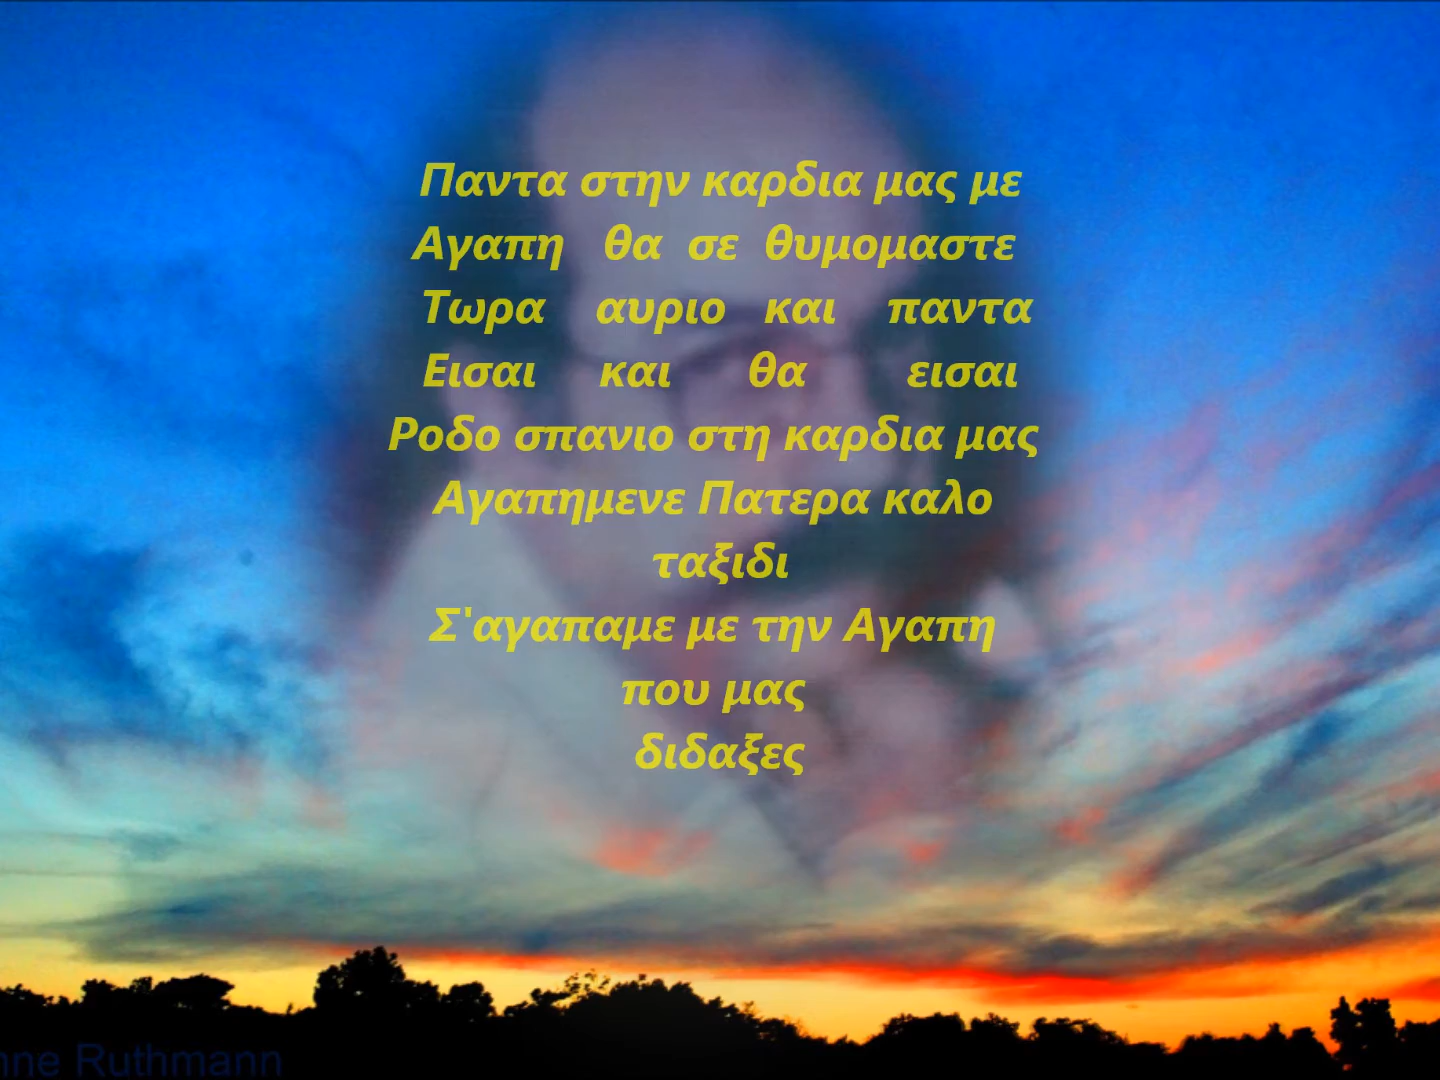 Παντα στην καρδια μας με
Αγαπη θα σε θυμομαστε
Τωρα αυριο και παντα
Εισαι και θα εισαι
Ροδο σπανιο στη καρδια μας
Αγαπημενε Πατερα καλο
ταξιδι
Σ'αγαπαμε με την Αγαπη
που μας
διδαξες
Ruthmann